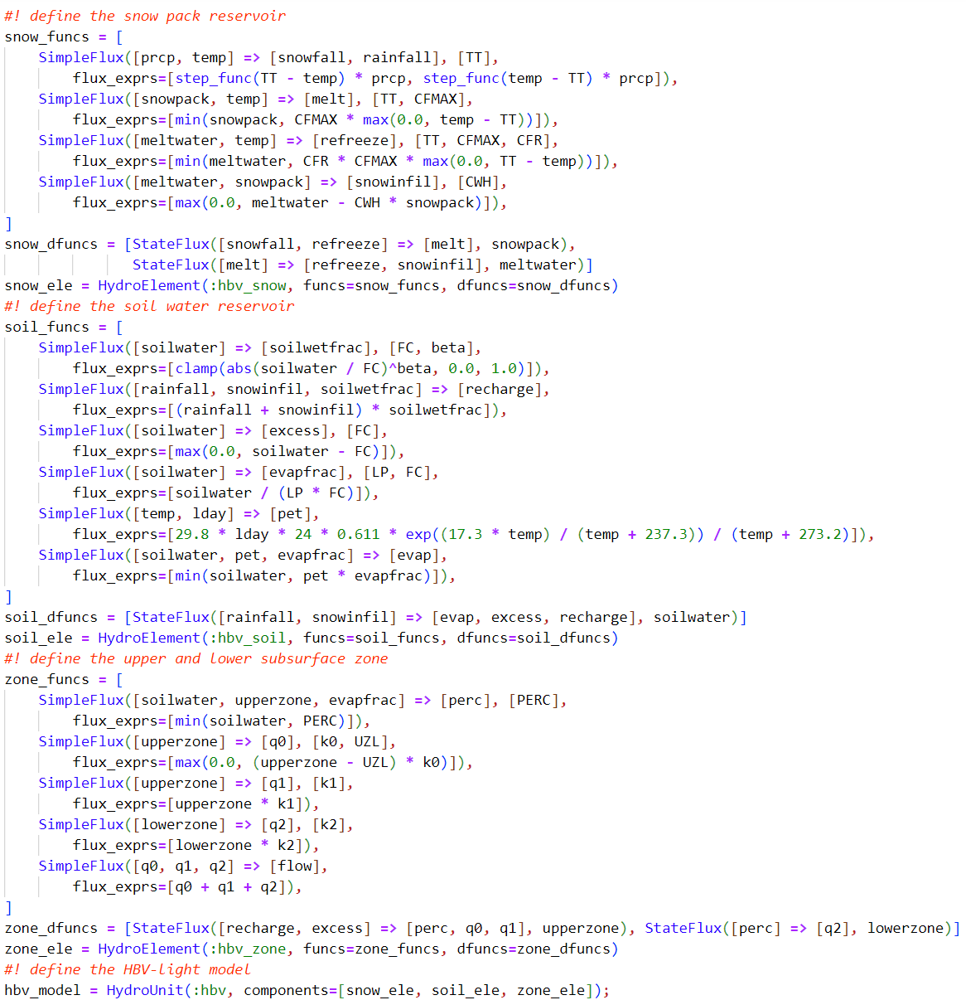 #! define the snow pack reservoir
snow_funcs = [
    SimpleFlux([prcp, temp] => [snowfall, rainfall], [TT],
        flux_exprs=[step_func(TT - temp) * prcp, step_func(temp - TT) * prcp]),
    SimpleFlux([snowpack, temp] => [melt], [TT, CFMAX],
        flux_exprs=[min(snowpack, CFMAX * max(0.0, temp - TT))]),
    SimpleFlux([meltwater, temp] => [refreeze], [TT, CFMAX, CFR],
        flux_exprs=[min(meltwater, CFR * CFMAX * max(0.0, TT - temp))]),
    SimpleFlux([meltwater, snowpack] => [snowinfil], [CWH],
        flux_exprs=[max(0.0, meltwater - CWH * snowpack)]),
]
snow_dfuncs = [StateFlux([snowfall, refreeze] => [melt], snowpack),
               StateFlux([melt] => [refreeze, snowinfil], meltwater)]
snow_ele = HydroElement(:hbv_snow, funcs=snow_funcs, dfuncs=snow_dfuncs)
#! define the soil water reservoir
soil_funcs = [
    SimpleFlux([soilwater] => [soilwetfrac], [FC, beta],
        flux_exprs=[clamp(abs(soilwater / FC)^beta, 0.0, 1.0)]),
    SimpleFlux([rainfall, snowinfil, soilwetfrac] => [recharge],
        flux_exprs=[(rainfall + snowinfil) * soilwetfrac]),
    SimpleFlux([soilwater] => [excess], [FC],
        flux_exprs=[max(0.0, soilwater - FC)]),
    SimpleFlux([soilwater] => [evapfrac], [LP, FC],
        flux_exprs=[soilwater / (LP * FC)]),
    SimpleFlux([temp, lday] => [pet],
        flux_exprs=[29.8 * lday * 24 * 0.611 * exp((17.3 * temp) / (temp + 237.3)) / (temp + 273.2)]),
    SimpleFlux([soilwater, pet, evapfrac] => [evap],
        flux_exprs=[min(soilwater, pet * evapfrac)]),
]
soil_dfuncs = [StateFlux([rainfall, snowinfil] => [evap, excess, recharge], soilwater)]
soil_ele = HydroElement(:hbv_soil, funcs=soil_funcs, dfuncs=soil_dfuncs)
#! define the upper and lower subsurface zone
zone_funcs = [
    SimpleFlux([soilwater, upperzone, evapfrac] => [perc], [PERC],
        flux_exprs=[min(soilwater, PERC)]),
    SimpleFlux([upperzone] => [q0], [k0, UZL],
        flux_exprs=[max(0.0, (upperzone - UZL) * k0)]),
    SimpleFlux([upperzone] => [q1], [k1],
        flux_exprs=[upperzone * k1]),
    SimpleFlux([lowerzone] => [q2], [k2],
        flux_exprs=[lowerzone * k2]),
    SimpleFlux([q0, q1, q2] => [flow],
        flux_exprs=[q0 + q1 + q2]),
]
zone_dfuncs = [StateFlux([recharge, excess] => [perc, q0, q1], upperzone), StateFlux([perc] => [q2], lowerzone)]
zone_ele = HydroElement(:hbv_zone, funcs=zone_funcs, dfuncs=zone_dfuncs)
#! define the HBV-light model
hbv_model = HydroUnit(:hbv, components=[snow_ele, soil_ele, zone_ele]);